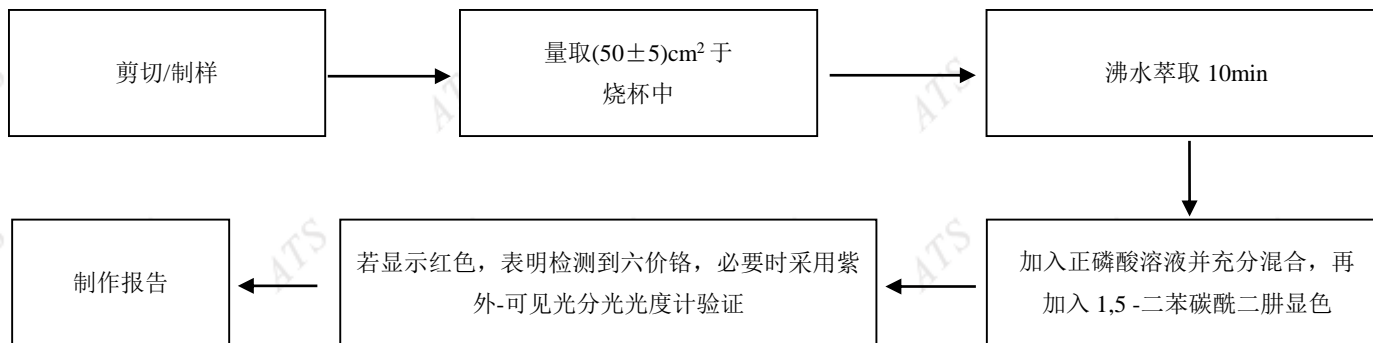 剪切/制样
量取(50±5)cm² 于
烧杯中
沸水萃取 10min
加入正磷酸溶液并充分混合，再
加入 1,5 -二苯碳酰二肼显色
若显示红色，表明检测到六价铬，必要时采用紫
外-可见光分光光度计验证
制作报告
ATS
ATS
ATS
ATS